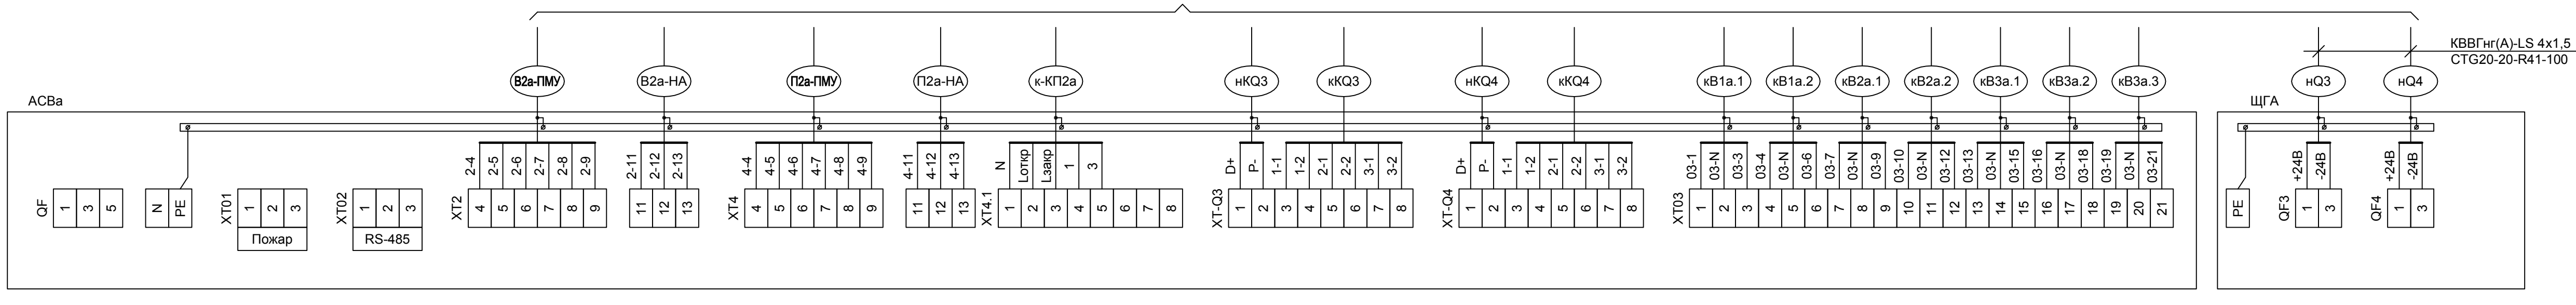 КВВГнг(А)-LS 4x1,5
CTG20-20-R41-100
В2а-ПМУ В2а-НА П2а-ПМУ П2а-НА к-КП2а нKQ3 кKQ3 нKQ4 кKQ4 кВ1а.1 кВ1а.2 кВ2а.1 кВ2а.2 кВ3а.1 кВ3а.2 кВ3а.3 нQ3 нQ4
АСВа ЩГА
2-4 2-5 2-6 2-7 2-8 2-9 2-11 2-12 2-13 4-4 4-5 4-6 4-7 4-8 4-9 4-11 4-12 4-13 N Lоткр Lзакр 1 3 D+ P- 1-1 1-2 2-1 2-2 3-1 3-2 D+ P- 1-1 1-2 2-1 2-2 3-1 3-2 03-1 03-N 03-3 03-4 03-N 03-6 03-7 03-N 03-9 03-10 03-N 03-12 03-13 03-N 03-15 03-16 03-N 03-18 03-19 03-N 03-21 +24В -24В +24В -24В
QF 1 3 5 N PE XT01 1 2 3 XT02 1 2 3 XT2 4 5 6 7 8 9 11 12 13 XT4 4 5 6 7 8 9 11 12 13 XT4.1 1 2 3 4 5 6 7 8 XT-Q3 1 2 3 4 5 6 7 8 XT-Q4 1 2 3 4 5 6 7 8 XT03 1 2 3 4 5 6 7 8 9 10 11 12 13 14 15 16 17 18 19 20 21 PE QF3 1 3 QF4 1 3
Пожар RS-485